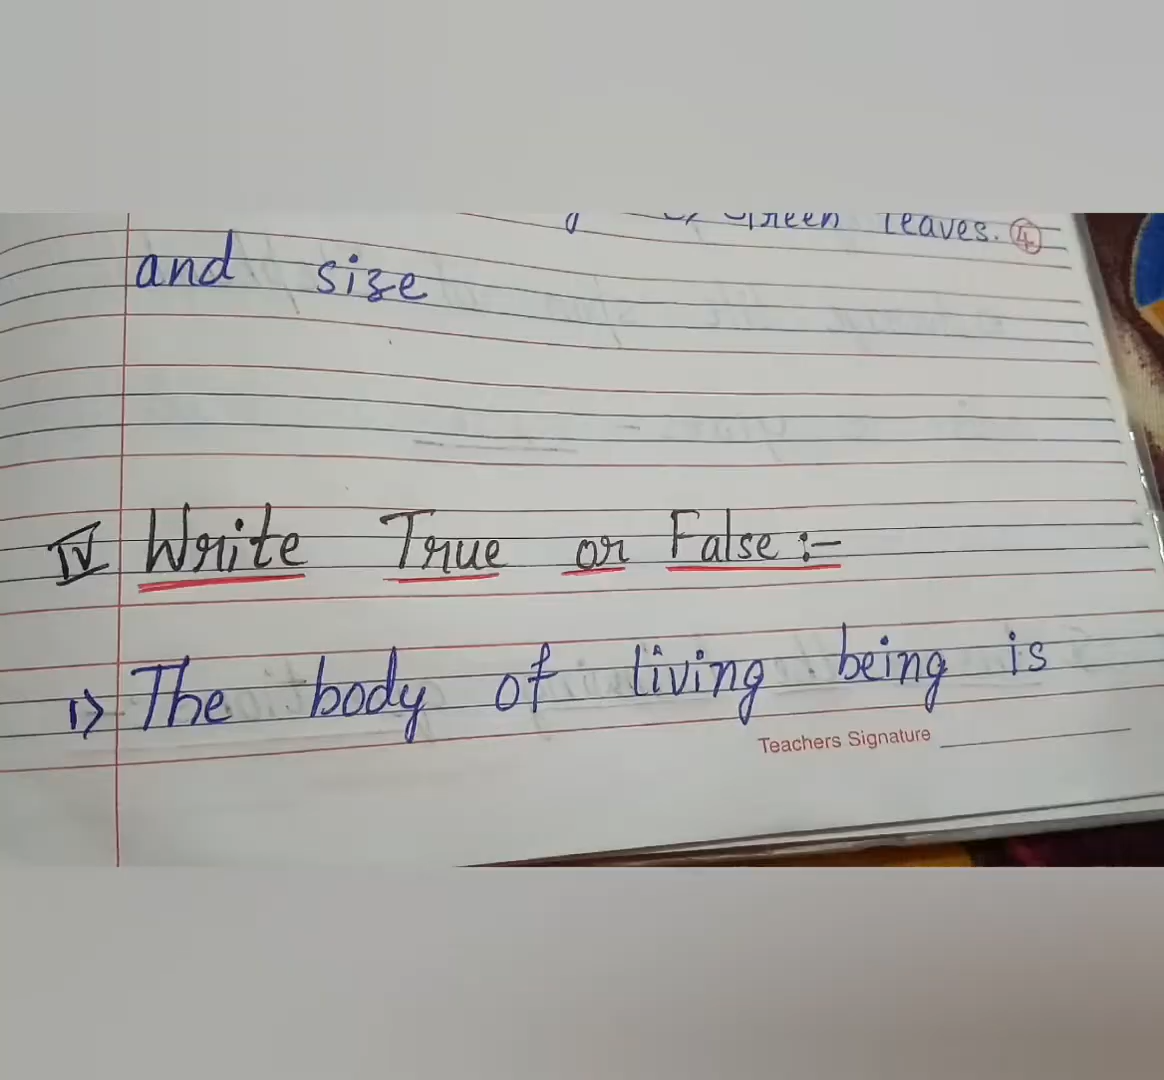 green leaves. ④
and size
IV Write True or False :-
1) The body of living being is
Teachers Signature